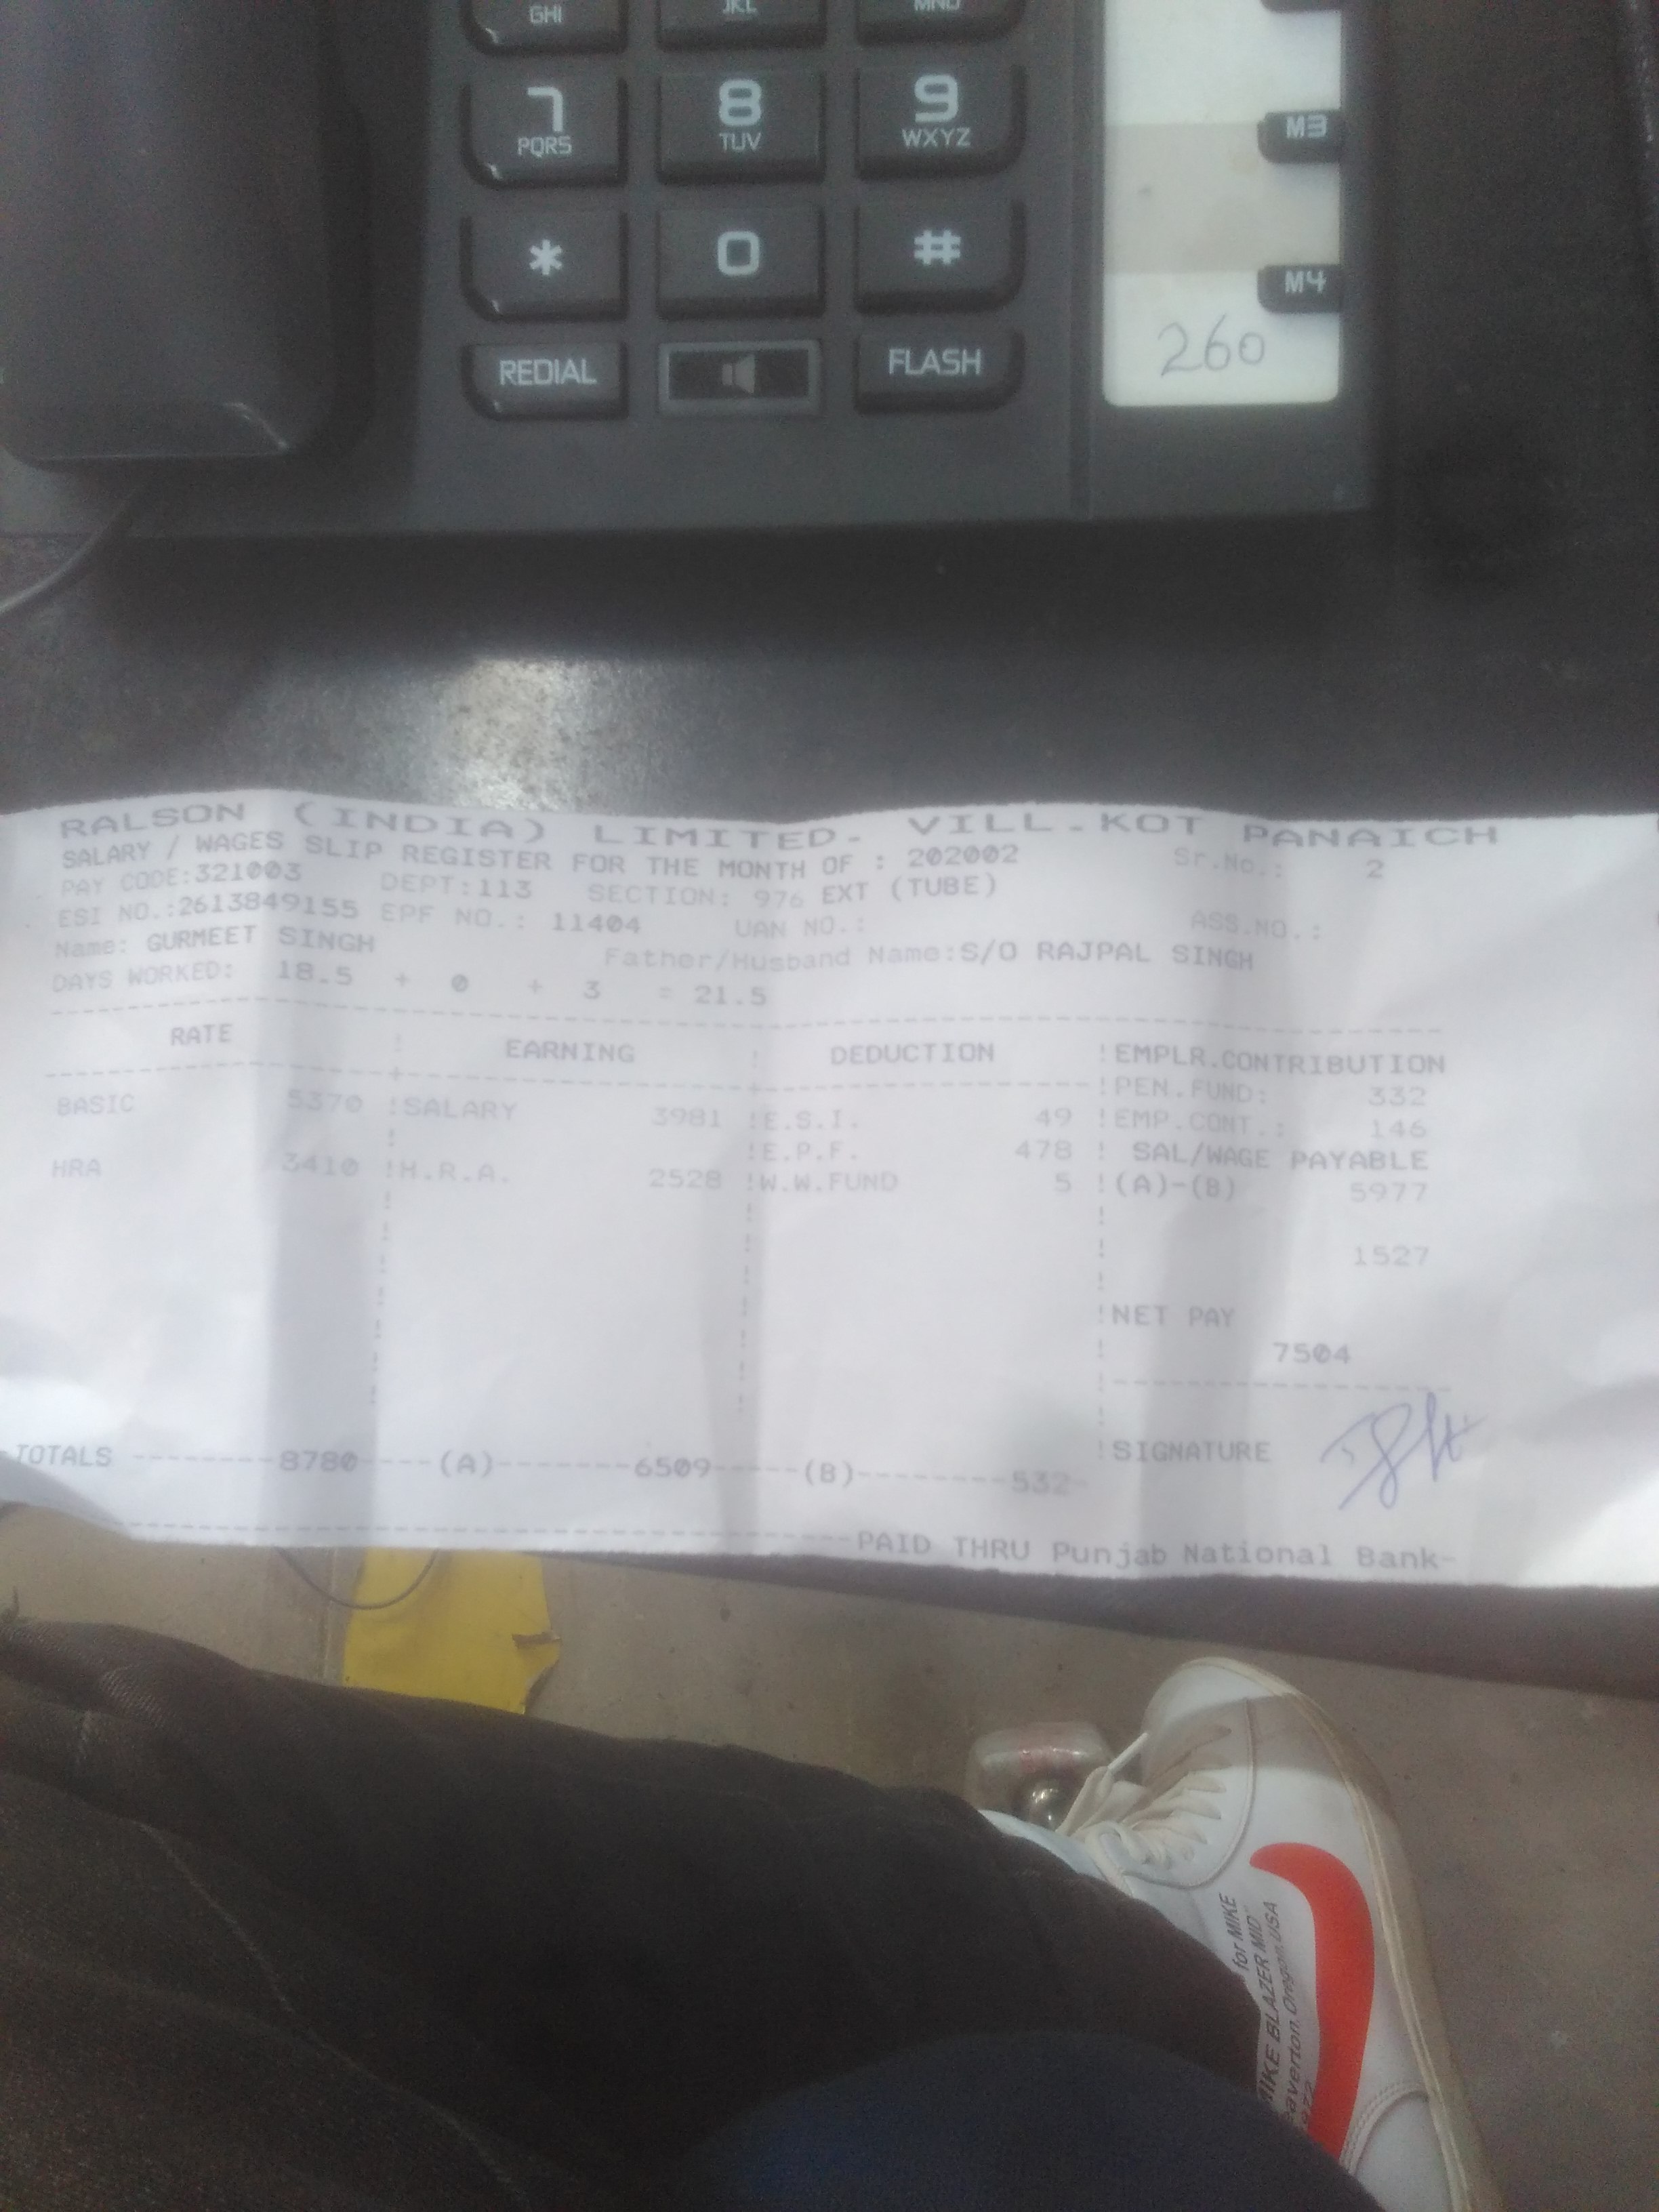 GHI JKL MNO
7 8 9
PQRS TUV WXYZ
M3
* 0 #
M4
260
REDIAL FLASH
RALSON (INDIA) LIMITED- VILL.KOT PANAICH
SALARY / WAGES SLIP REGISTER FOR THE MONTH OF : 202002 Sr.No.: 2
PAY CODE:321003 DEPT:113 SECTION: 976 EXT (TUBE)
ESI NO.:2613849155 EPF NO.: 11404 UAN NO.: ASS.NO.:
Name: GURMEET SINGH Father/Husband Name:S/O RAJPAL SINGH
DAYS WORKED: 18.5 + 0 + 3 = 21.5
RATE ! EARNING ! DEDUCTION !EMPLR.CONTRIBUTION
!PEN.FUND: 332
BASIC 5370 !SALARY 3981 !E.S.I. 49 !EMP.CONT.: 146
! !E.P.F. 478 ! SAL/WAGE PAYABLE
HRA 3410 !H.R.A. 2528 !W.W.FUND 5 !(A)-(B) 5977
1527
!NET PAY
7504
!SIGNATURE
TOTALS --------8780----(A)-------6509-----(B)--------532-
---PAID THRU Punjab National Bank-
for MIKE
MIKE BLAZER MID"
Beaverton, Oregon, USA